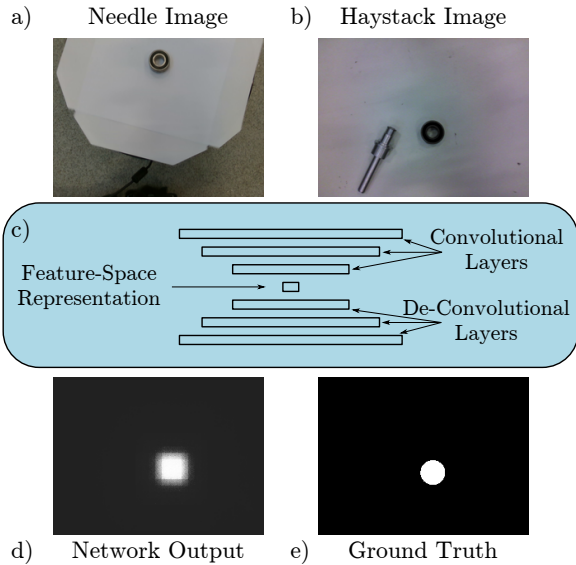 a) Needle Image
b) Haystack Image
c)
Convolutional
Layers
Feature-Space
Representation
De-Convolutional
Layers
d) Network Output
e) Ground Truth